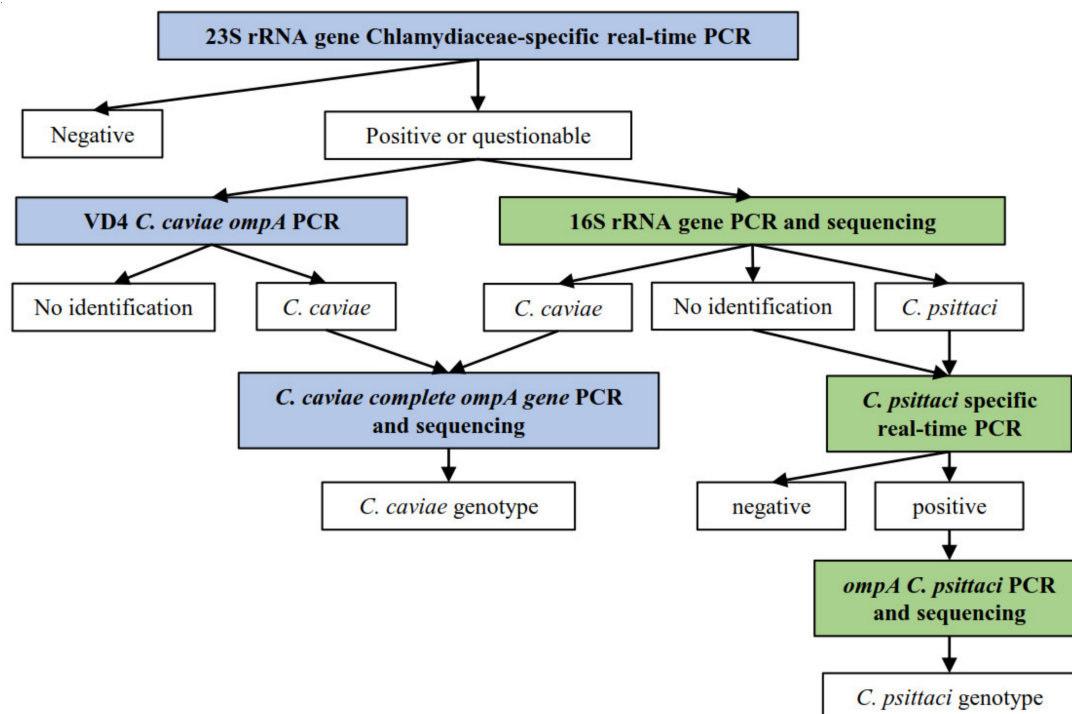 23S rRNA gene Chlamydiaceae-specific real-time PCR
Negative
Positive or questionable
VD4 C. caviae ompA PCR
16S rRNA gene PCR and sequencing
No identification
C. caviae
C. caviae
No identification
C. psittaci
C. caviae complete ompA gene PCR
and sequencing
C. psittaci specific
real-time PCR
C. caviae genotype
negative
positive
ompA C. psittaci PCR
and sequencing
C. psittaci genotype